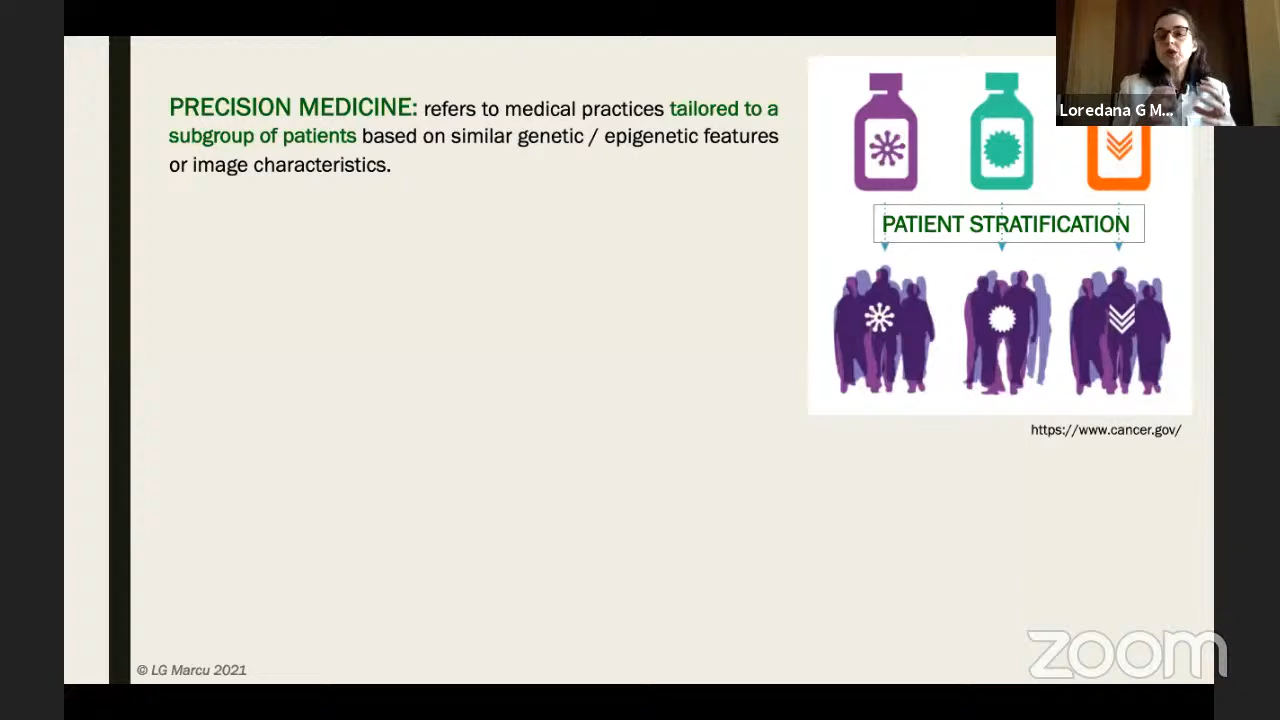 PRECISION MEDICINE: refers to medical practices tailored to a
subgroup of patients based on similar genetic / epigenetic features
or image characteristics.
Loredana G M...
PATIENT STRATIFICATION
https://www.cancer.gov/
© LG Marcu 2021
zoom